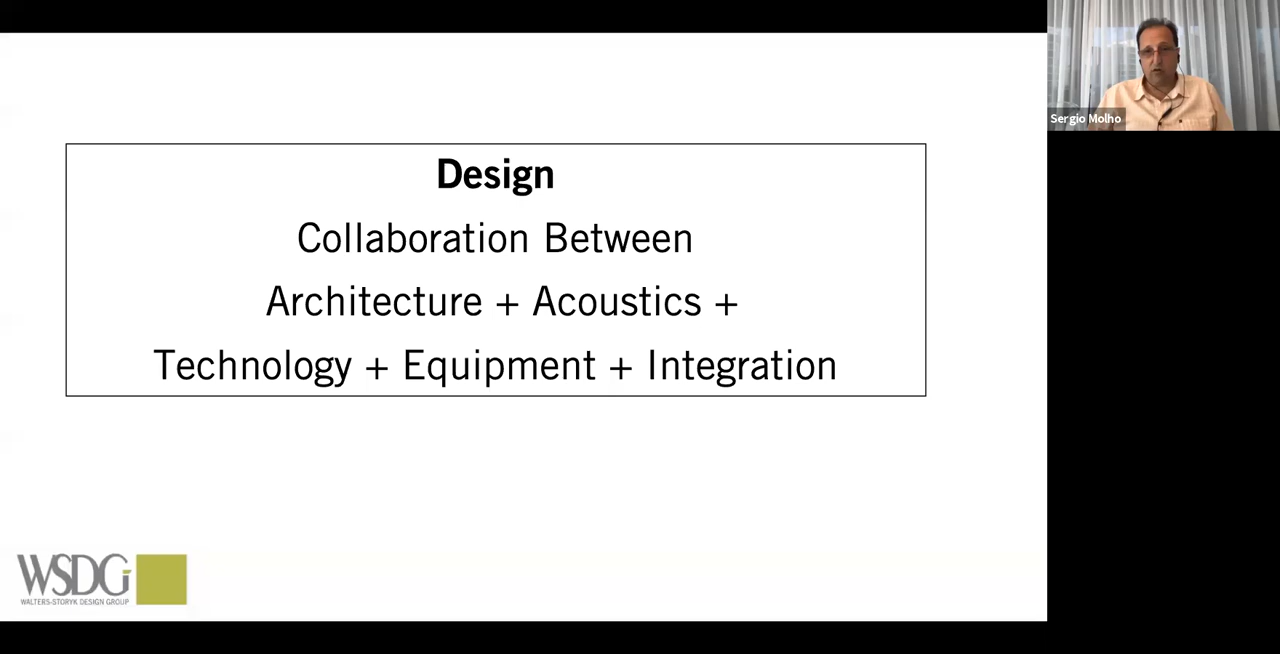 Design
Collaboration Between
Architecture + Acoustics +
Technology + Equipment + Integration
WSDG
WALTERS-STORYK DESIGN GROUP
Sergio Molho